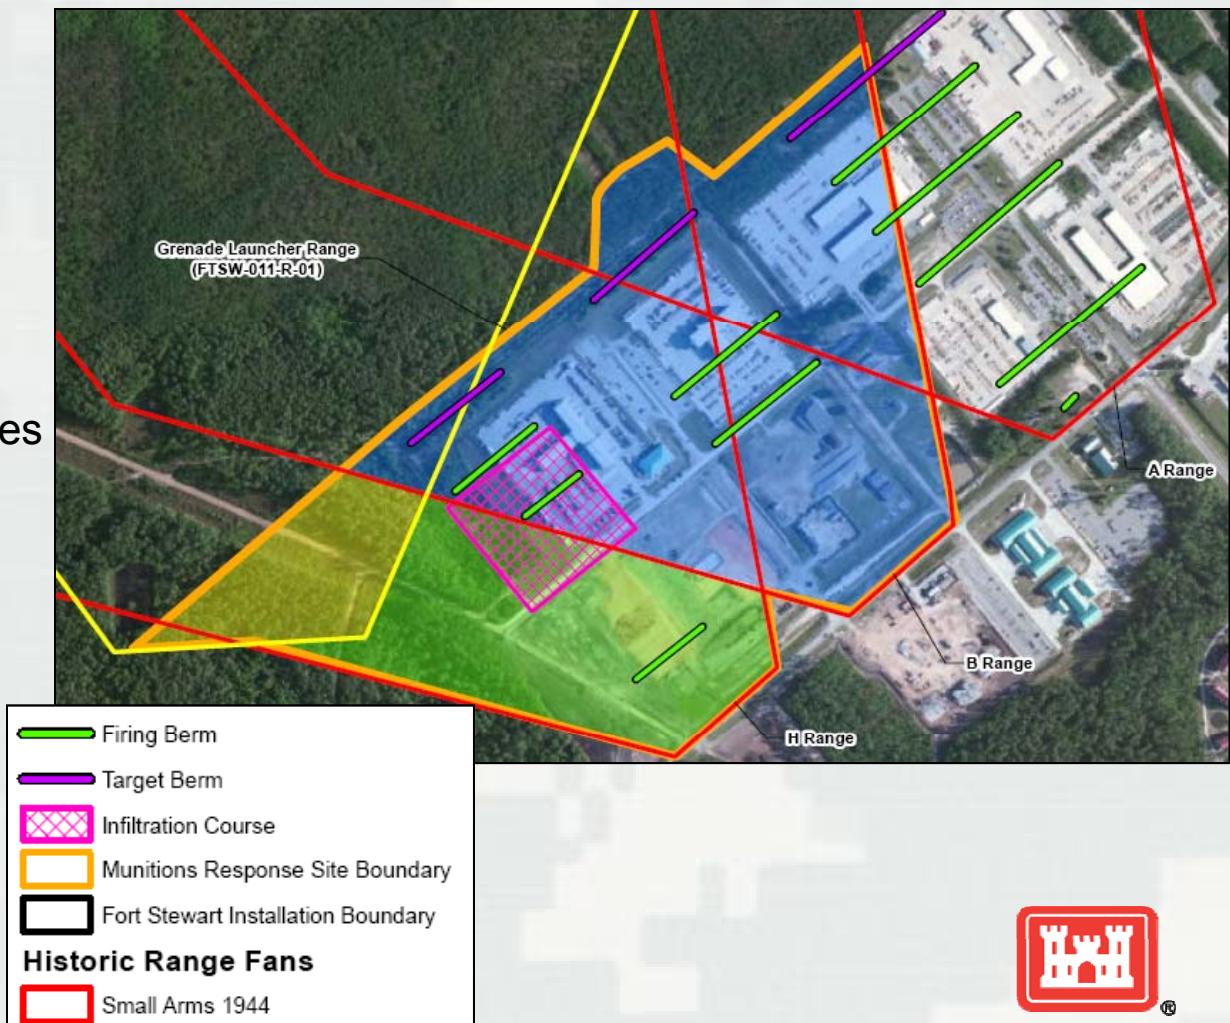 Grenade Launcher Range
(FTSW-011-R-01)
es
A Range
B Range
H Range
Firing Berm
Target Berm
Infiltration Course
Munitions Response Site Boundary
Fort Stewart Installation Boundary
Historic Range Fans
Small Arms 1944
®